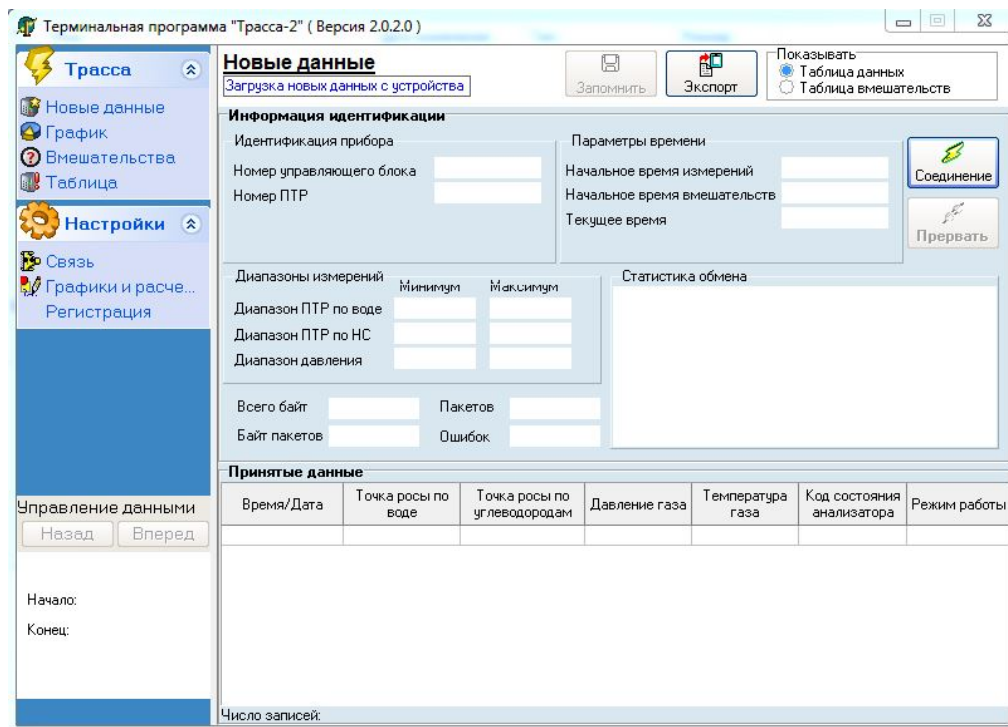 Терминальная программа "Трасса-2" ( Версия 2.0.2.0 )
Трасса
Новые данные
График
Вмешательства
Таблица
Настройки
Связь
Графики и расче...
Регистрация
Управление данными
Назад
Вперед
Начало:
Конец:
Новые данные
Загрузка новых данных с устройства
Запомнить
Экспорт
Показывать
Таблица данных
Таблица вмешательств
Информация идентификации
Идентификация прибора
Номер управляющего блока
Номер ПТР
Параметры времени
Начальное время измерений
Начальное время вмешательств
Текущее время
Соединение
Прервать
Диапазоны измерений
Минимум
Максимум
Диапазон ПТР по воде
Диапазон ПТР по НС
Диапазон давления
Статистика обмена
Всего байт
Пакетов
Байт пакетов
Ошибок
Принятые данные
Время/Дата
Точка росы по
воде
Точка росы по
углеводородам
Давление газа
Температура
газа
Код состояния
анализатора
Режим работы
Число записей: